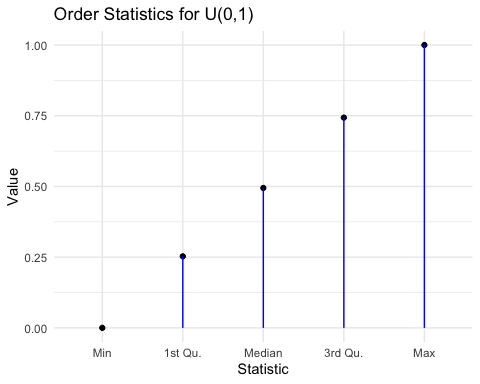 Order Statistics for U(0,1)
1.00
0.75
0.50
0.25
0.00
Value
Min 1st Qu. Median 3rd Qu. Max
Statistic